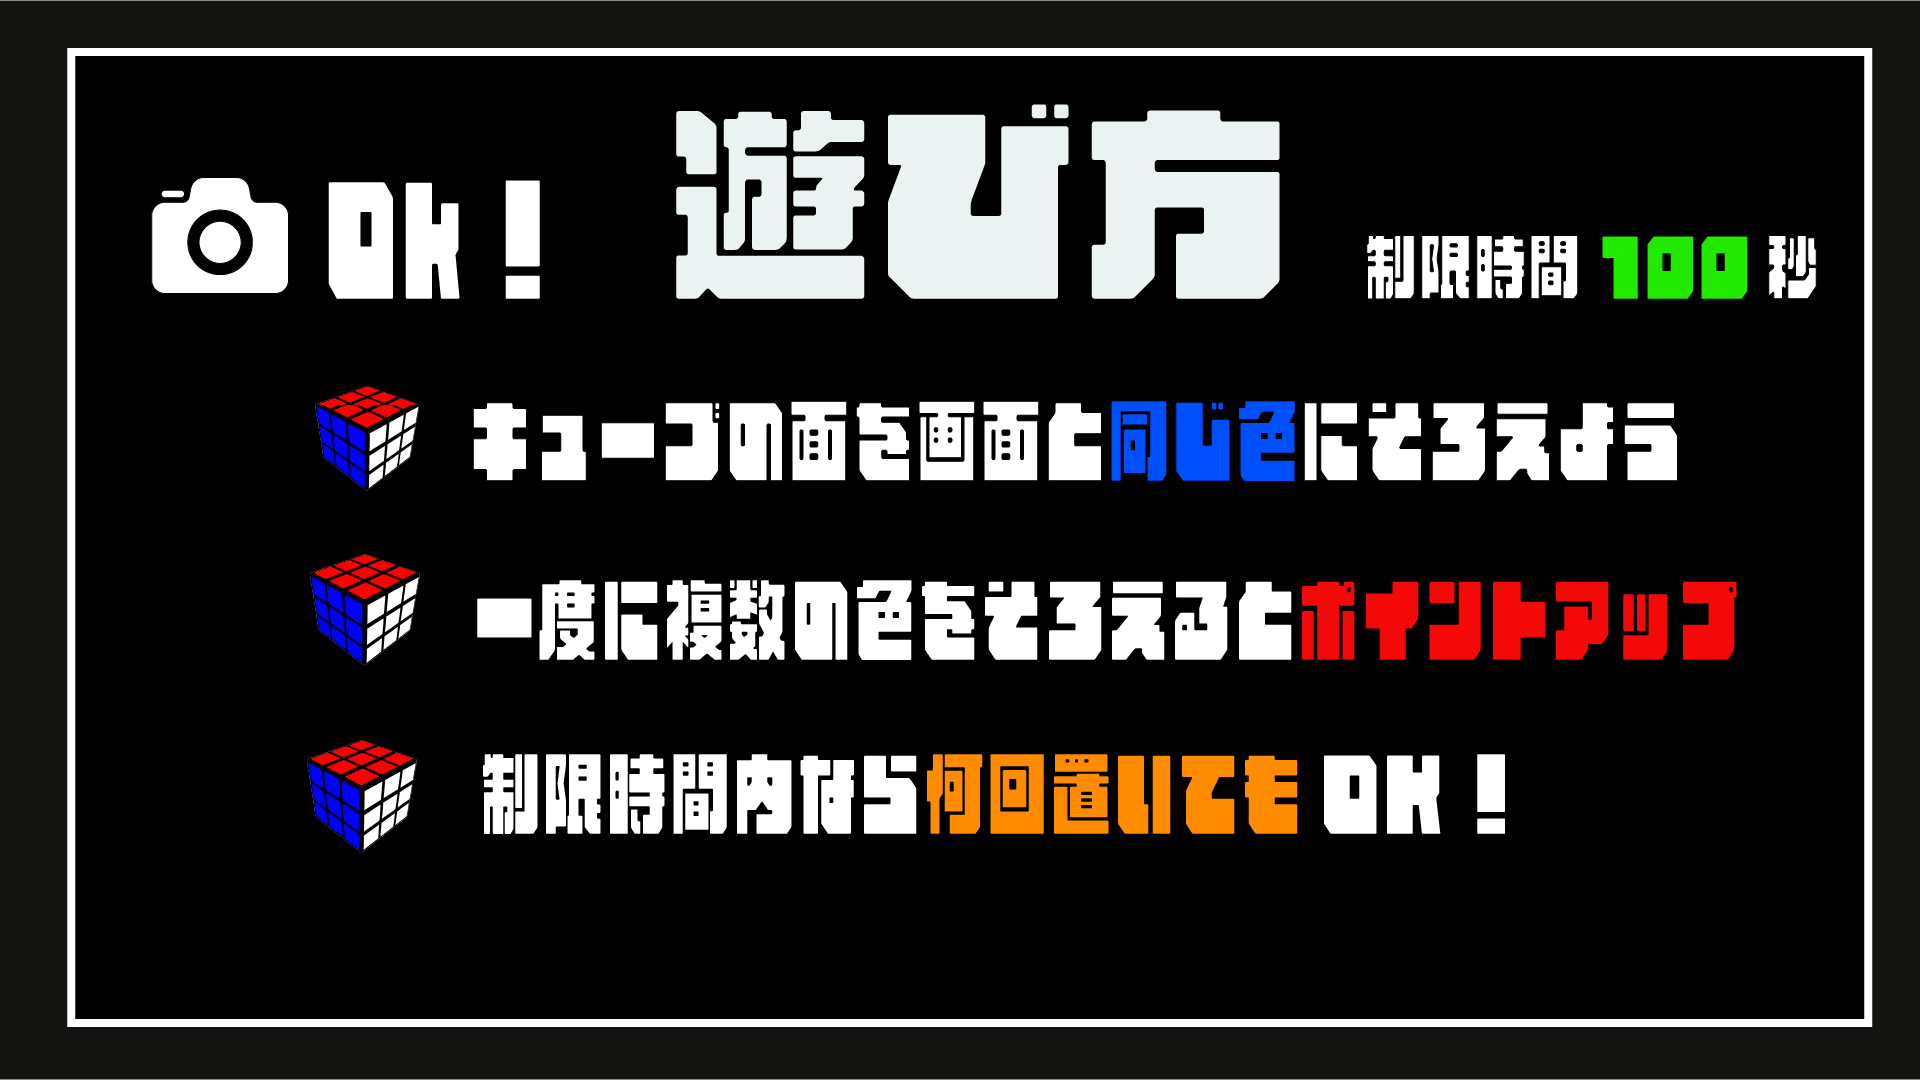 OK！
遊び方
制限時間 100 秒
キューブの面を画面と同じ色にそろえよう
一度に複数の色をそろえるとポイントアップ
制限時間内なら何回置いてもOK！